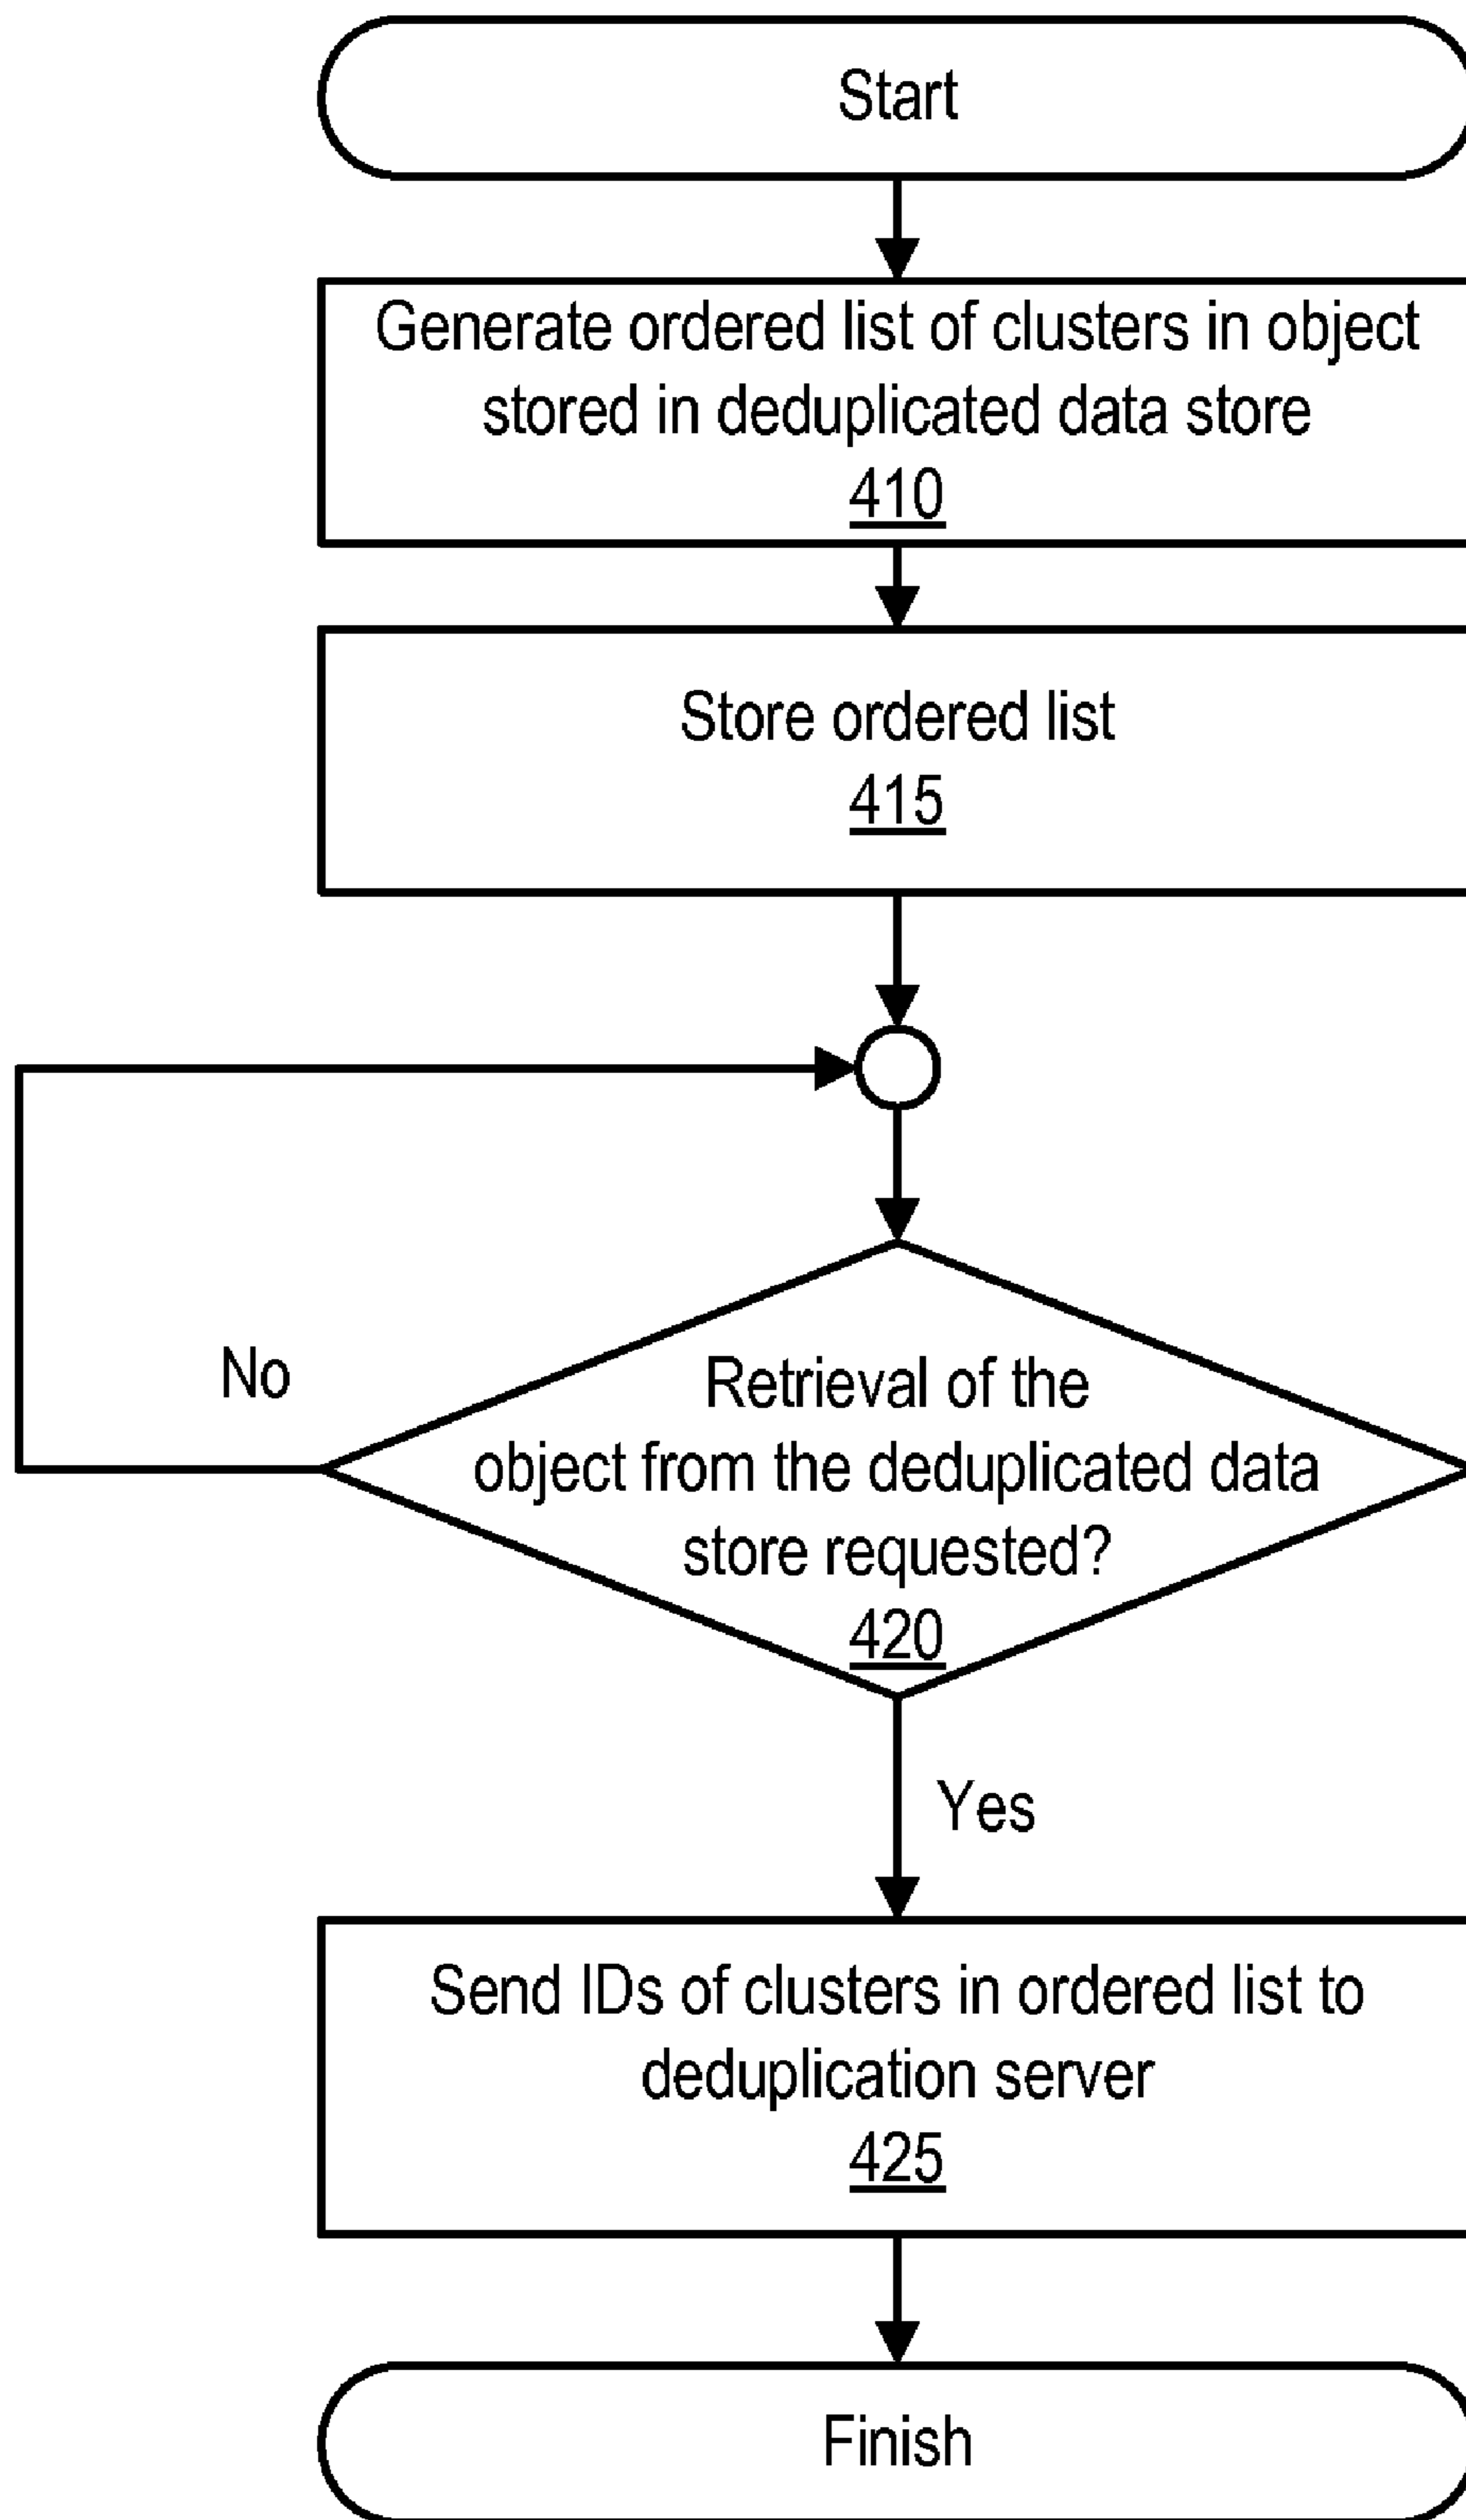 Start
Generate ordered list of clusters in object
stored in deduplicated data store
410
Store ordered list
415
No
Retrieval of the
object from the deduplicated data
store requested?
420
Yes
Send IDs of clusters in ordered list to
deduplication server
425
Finish